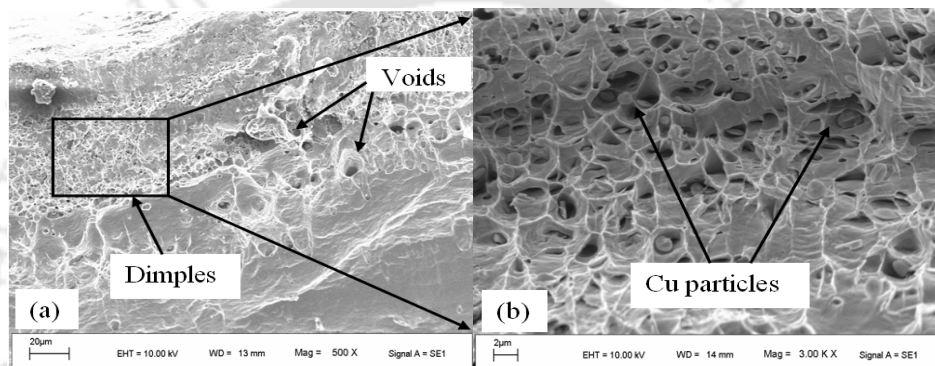 Voids
Dimples
(a)
20µm
EHT = 10.00 kV WD = 13 mm Mag = 500 X Signal A = SE1
Cu particles
(b)
2µm
EHT = 10.00 kV WD = 14 mm Mag = 3.00 K X Signal A = SE1